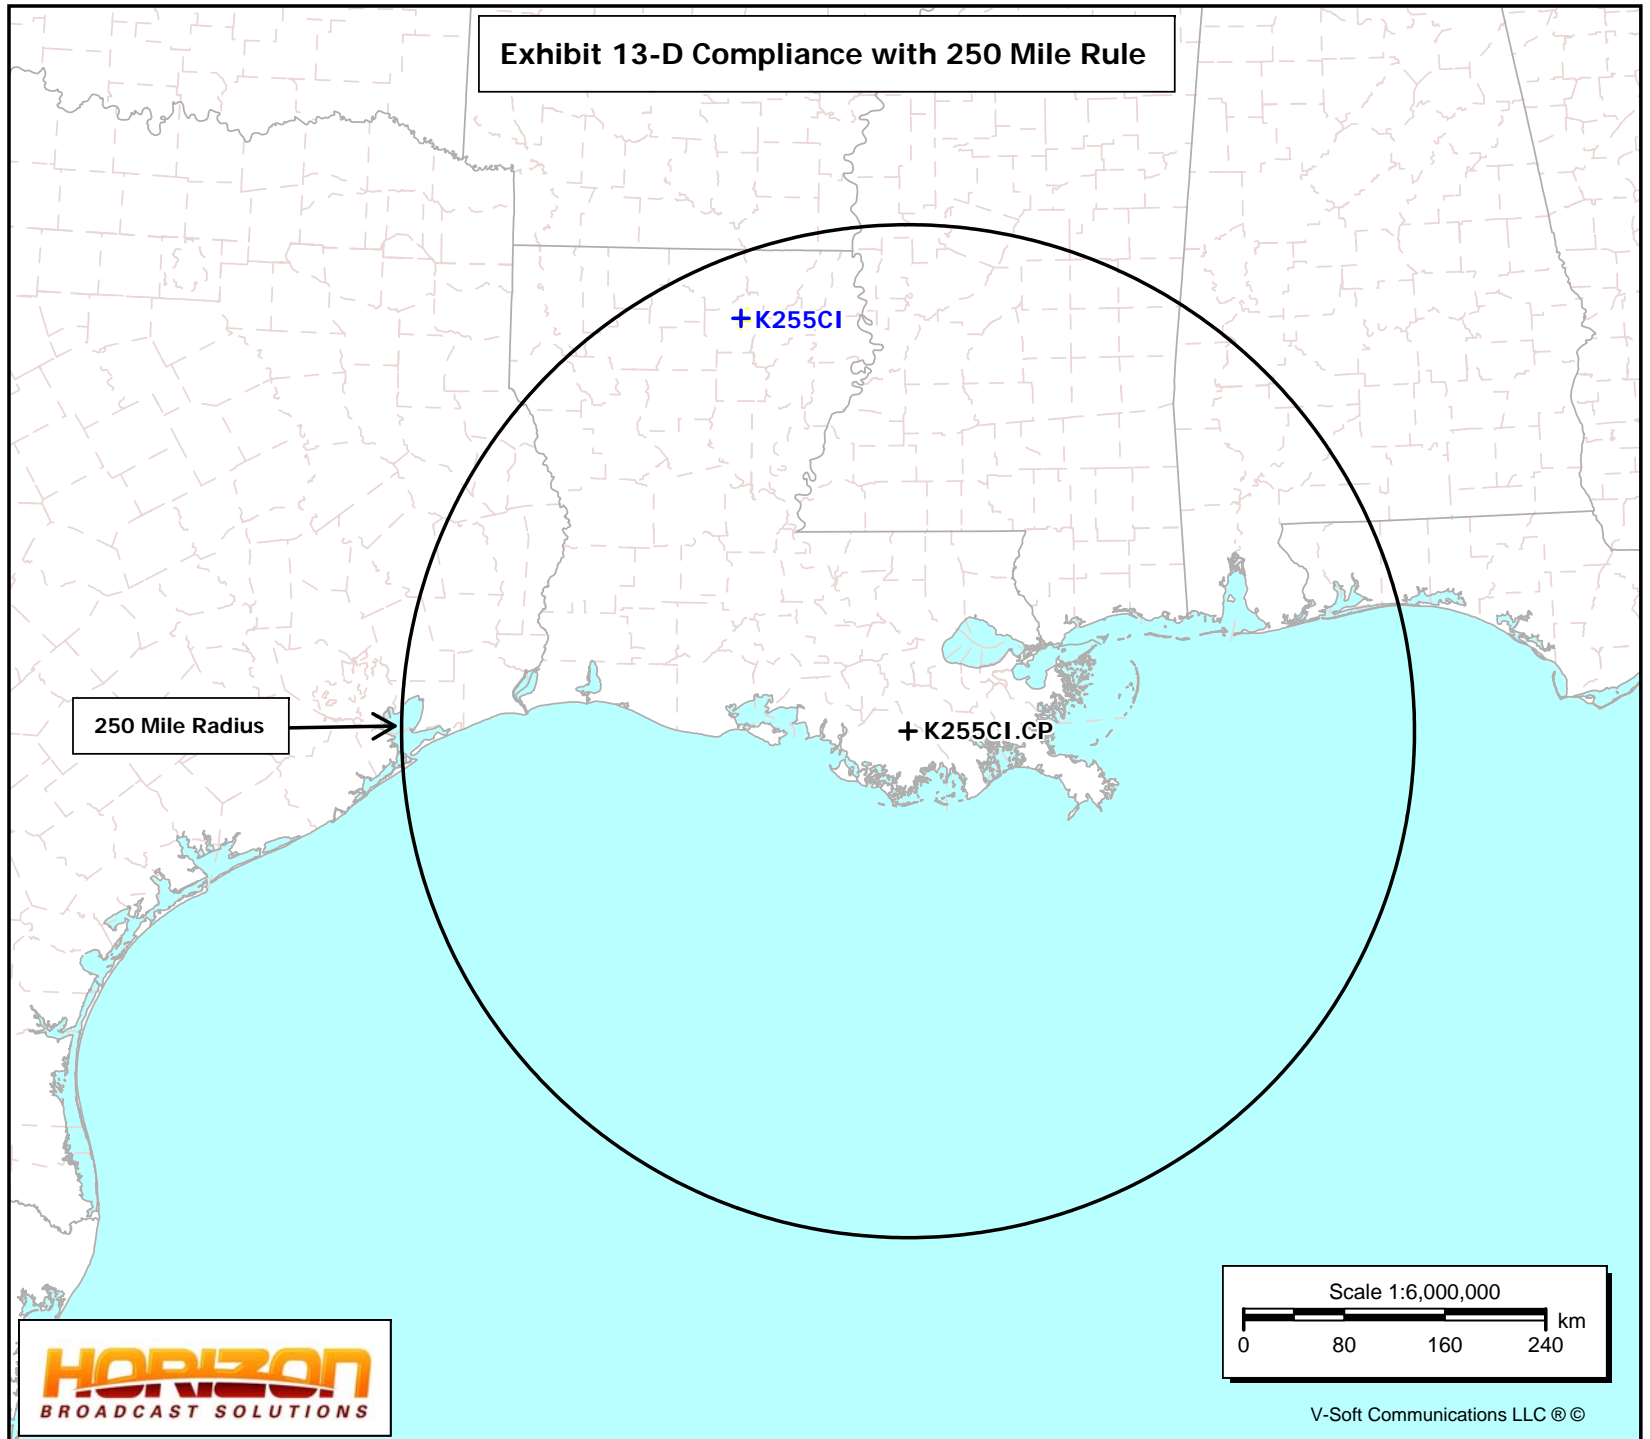 Exhibit 13-D Compliance with 250 Mile Rule
K255CI
250 Mile Radius
K255CI.CP
Scale 1:6,000,000
km
0 80 160 240
HORIZON
BROADCAST SOLUTIONS
V-Soft Communications LLC ® ©